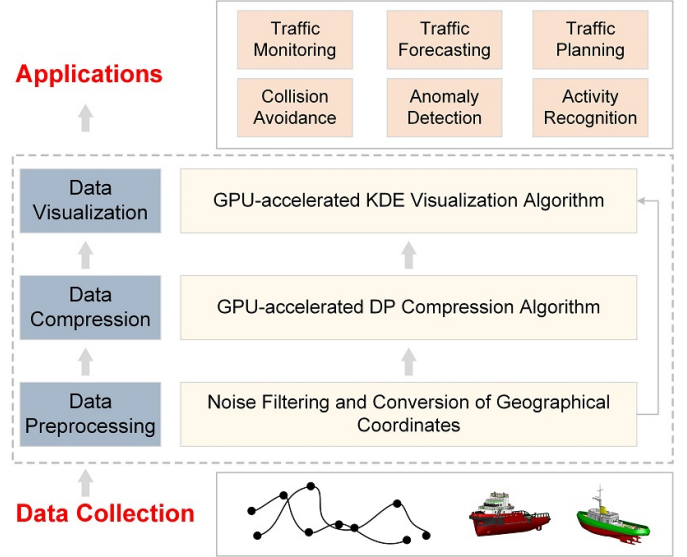 Traffic
Monitoring
Traffic
Forecasting
Traffic
Planning
Applications
Collision
Avoidance
Anomaly
Detection
Activity
Recognition
Data
Visualization
GPU-accelerated KDE Visualization Algorithm
Data
Compression
GPU-accelerated DP Compression Algorithm
Data
Preprocessing
Noise Filtering and Conversion of Geographical
Coordinates
Data Collection